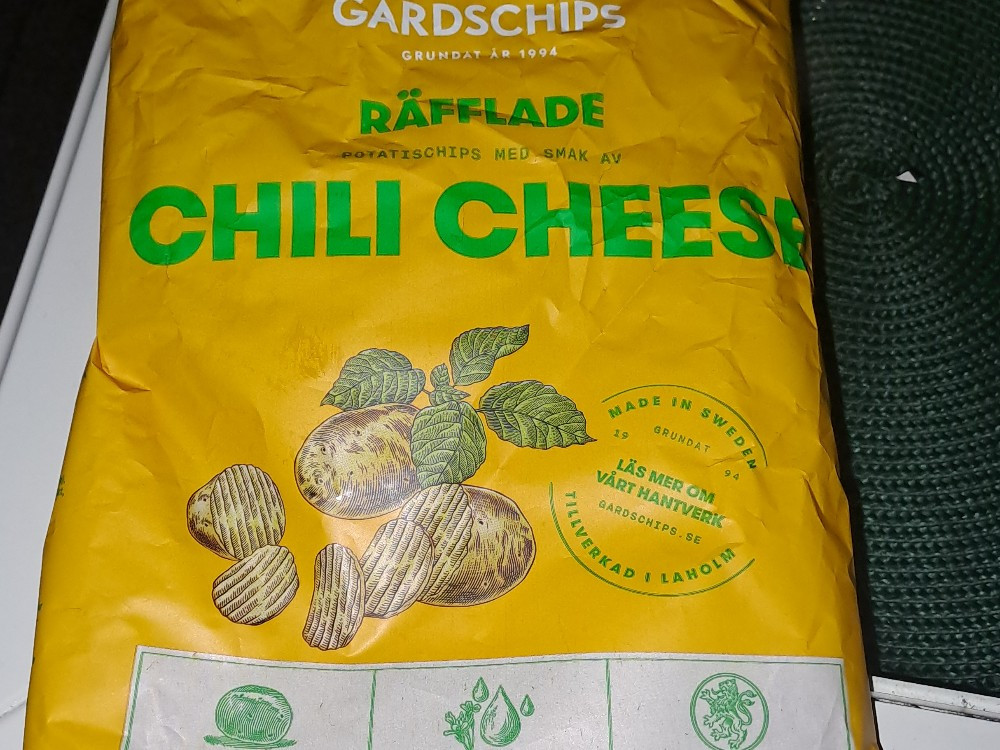 GARDSCHIPS
GRUNDAT ÅR 1994
RÄFFLADE
POTATISCHIPS MED SMAK AV
CHILI CHEESE
MADE IN SWEDEN
19 GRUNDAT 94
LÄS MER OM
VÅRT HANTVERK
GARDSCHIPS.SE
TILLVERKAD I LAHOLM